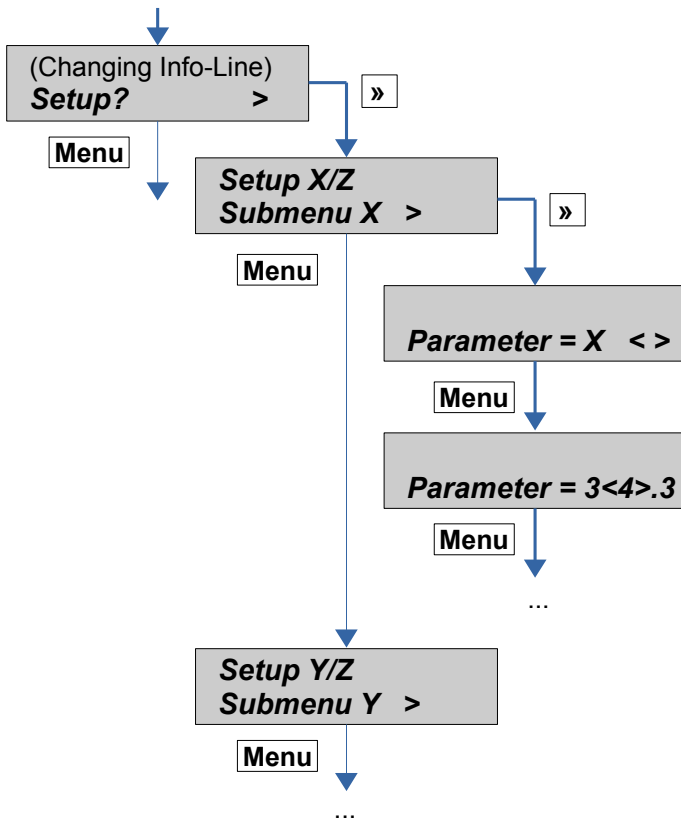 (Changing Info-Line)
Setup? >
»
Menu
Setup X/Z
Submenu X >
»
Menu
Parameter = X < >
Menu
Parameter = 3<4>.3
Menu
...
Setup Y/Z
Submenu Y >
Menu
...